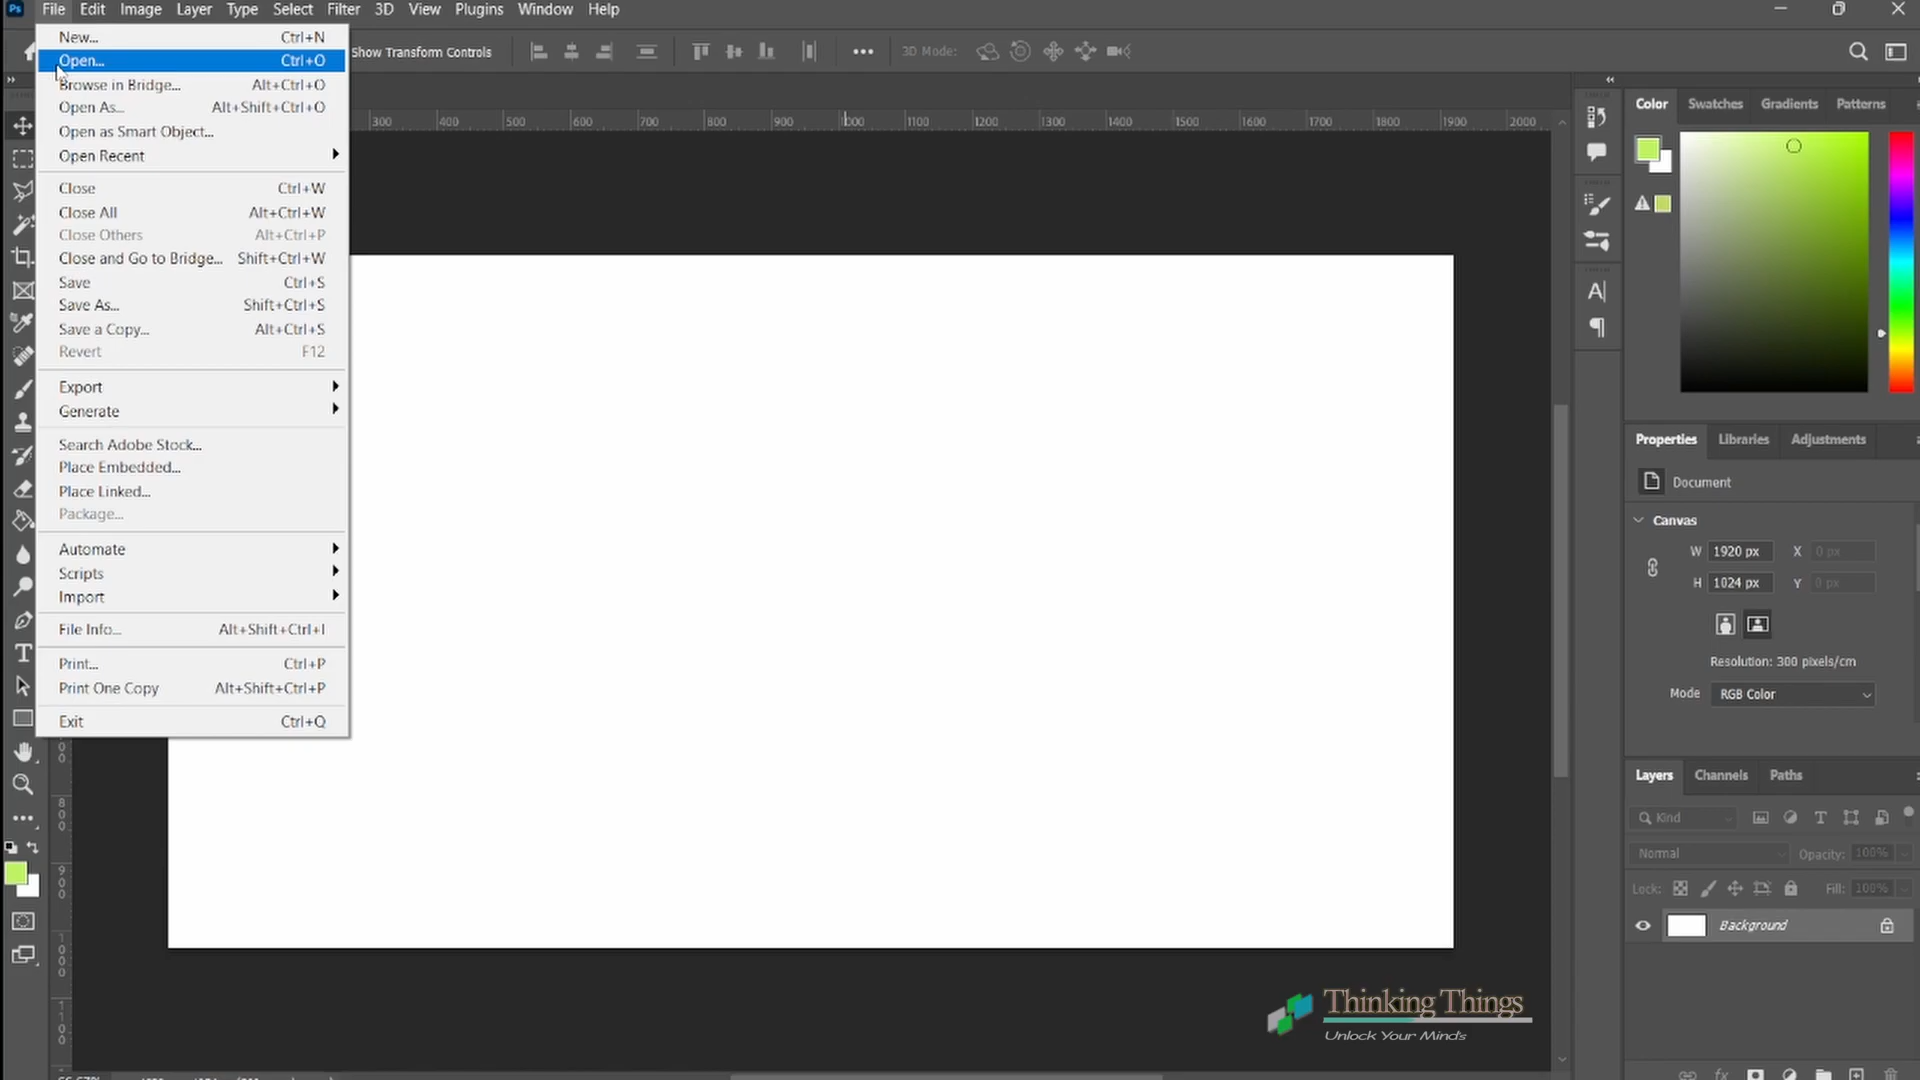 Ps File Edit Image Layer Type Select Filter 3D View Plugins Window Help
New... Ctrl+N
Open... Ctrl+O
Browse in Bridge... Alt+Ctrl+O
Open As... Alt+Shift+Ctrl+O
Open as Smart Object...
Open Recent
Close Ctrl+W
Close All Alt+Ctrl+W
Close Others Alt+Ctrl+P
Close and Go to Bridge... Shift+Ctrl+W
Save Ctrl+S
Save As... Shift+Ctrl+S
Save a Copy... Alt+Ctrl+S
Revert F12
Export
Generate
Search Adobe Stock...
Place Embedded...
Place Linked...
Package...
Automate
Scripts
Import
File Info... Alt+Shift+Ctrl+I
Print... Ctrl+P
Print One Copy Alt+Shift+Ctrl+P
Exit Ctrl+Q
Show Transform Controls
3D Mode:
300 400 500 600 700 800 900 1000 1100 1200 1300 1400 1500 1600 1700 1800 1900 2000
800
900
1000
1100
Color Swatches Gradients Patterns
Properties Libraries Adjustments
Document
Canvas
W 1920 px X 0 px
H 1024 px Y 0 px
Resolution: 300 pixels/cm
Mode RGB Color
Layers Channels Paths
Kind
Normal Opacity: 100%
Lock: Fill: 100%
Background
Thinking Things
Unlock Your Minds